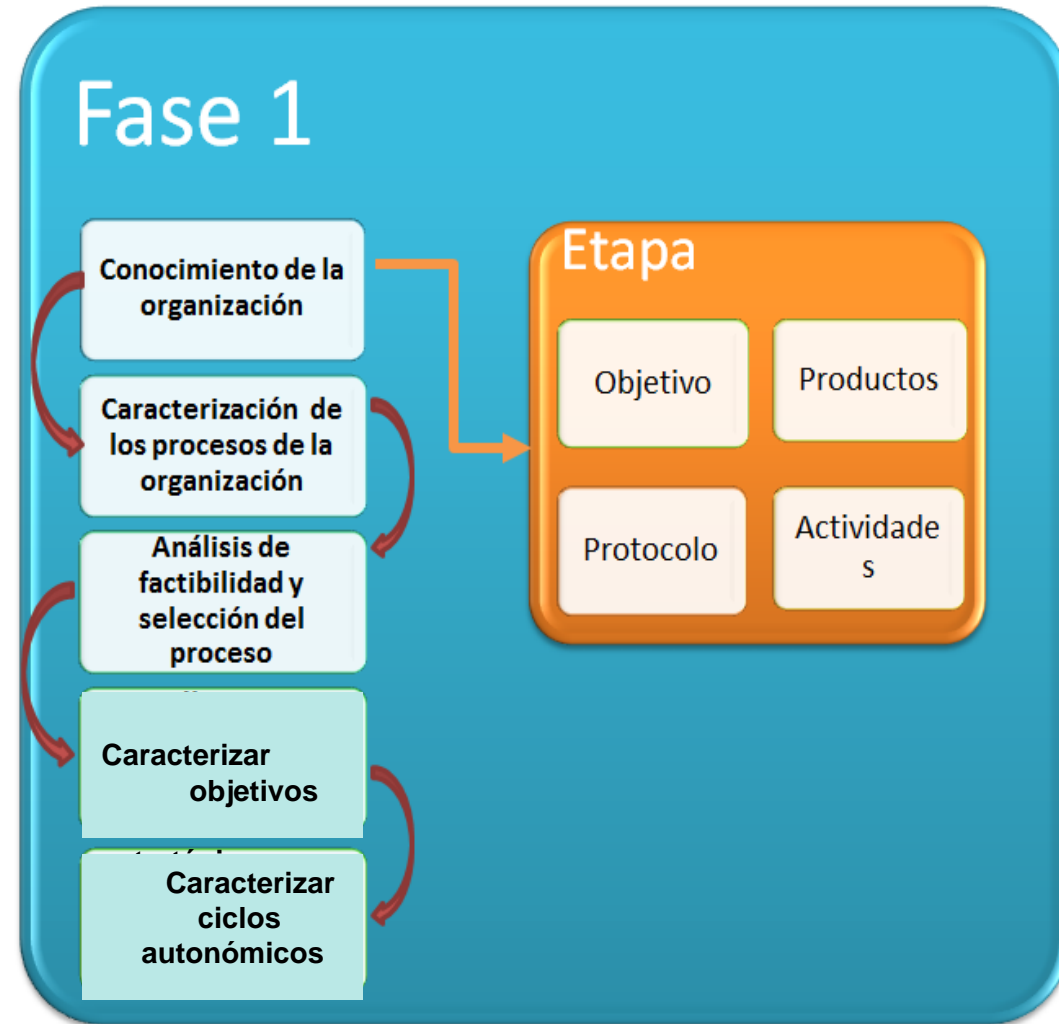 Fase 1
Conocimiento de la
organización
Caracterización de
los procesos de la
organización
Análisis de
factibilidad y
selección del
proceso
Caracterizar
objetivos
Caracterizar
ciclos
autonómicos
Etapa
Objetivo
Productos
Protocolo
Actividade
s